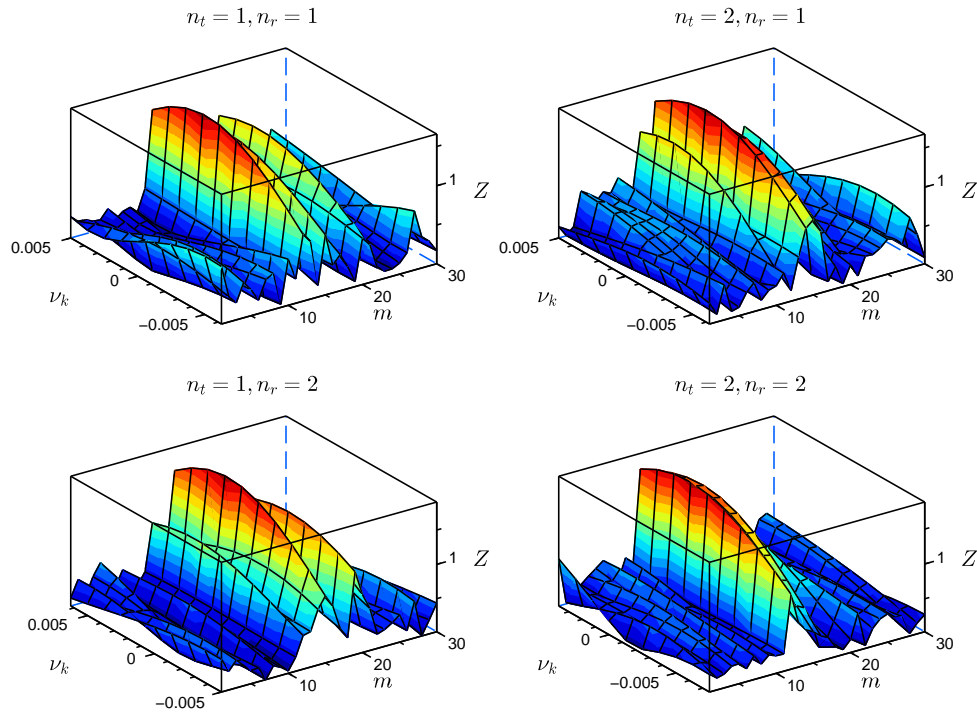 n_t = 1, n_r = 1
1
Z
0.005
0
−0.005
ν_k
10
20
30
m
n_t = 2, n_r = 1
1
Z
0.005
0
−0.005
ν_k
10
20
30
m
n_t = 1, n_r = 2
1
Z
0.005
0
−0.005
ν_k
10
20
30
m
n_t = 2, n_r = 2
1
Z
0
−0.005
ν_k
10
20
30
m